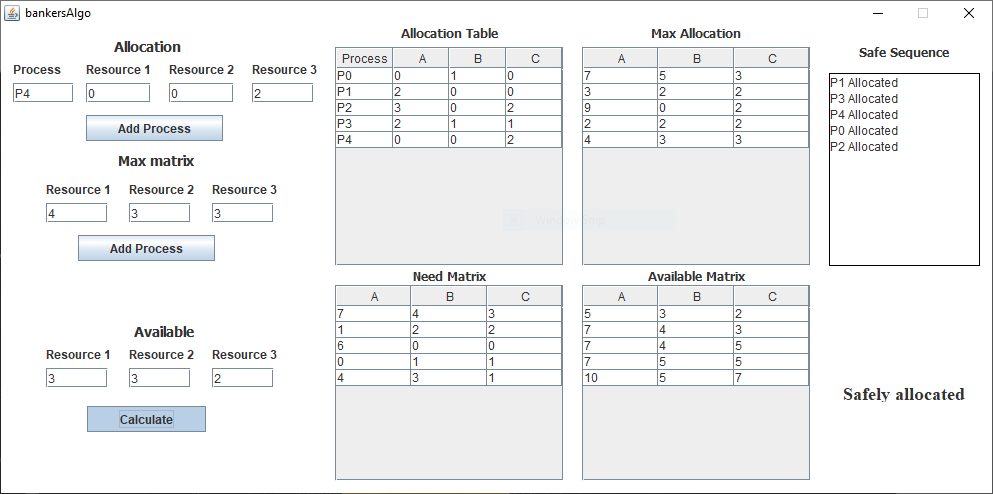 bankersAlgo
Allocation
Process Resource 1 Resource 2 Resource 3
P4 0 0 2
Add Process
Max matrix
Resource 1 Resource 2 Resource 3
4 3 3
Add Process
Available
Resource 1 Resource 2 Resource 3
3 3 2
Calculate
Allocation Table
Process A B C
P0 0 1 0
P1 2 0 0
P2 3 0 2
P3 2 1 1
P4 0 0 2
Max Allocation
A B C
7 5 3
3 2 2
9 0 2
2 2 2
4 3 3
Need Matrix
A B C
7 4 3
1 2 2
6 0 0
0 1 1
4 3 1
Available Matrix
A B C
5 3 2
7 4 3
7 4 5
7 5 5
10 5 7
Safe Sequence
P1 Allocated
P3 Allocated
P4 Allocated
P0 Allocated
P2 Allocated
Safely allocated